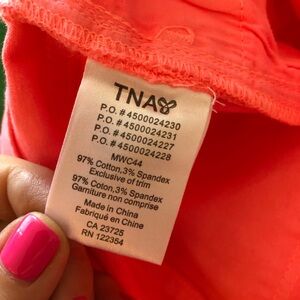 TNA
P.O. #4500024230
P.O. #4500024231
P.O. #4500024227
P.O. #4500024228
MWC44
97% Cotton,3% Spandex
Exclusive of trim
97% Coton,3% Spandex
Garniture non comprise
Made in China
Fabriqué en Chine
CA 23725
RN 122354